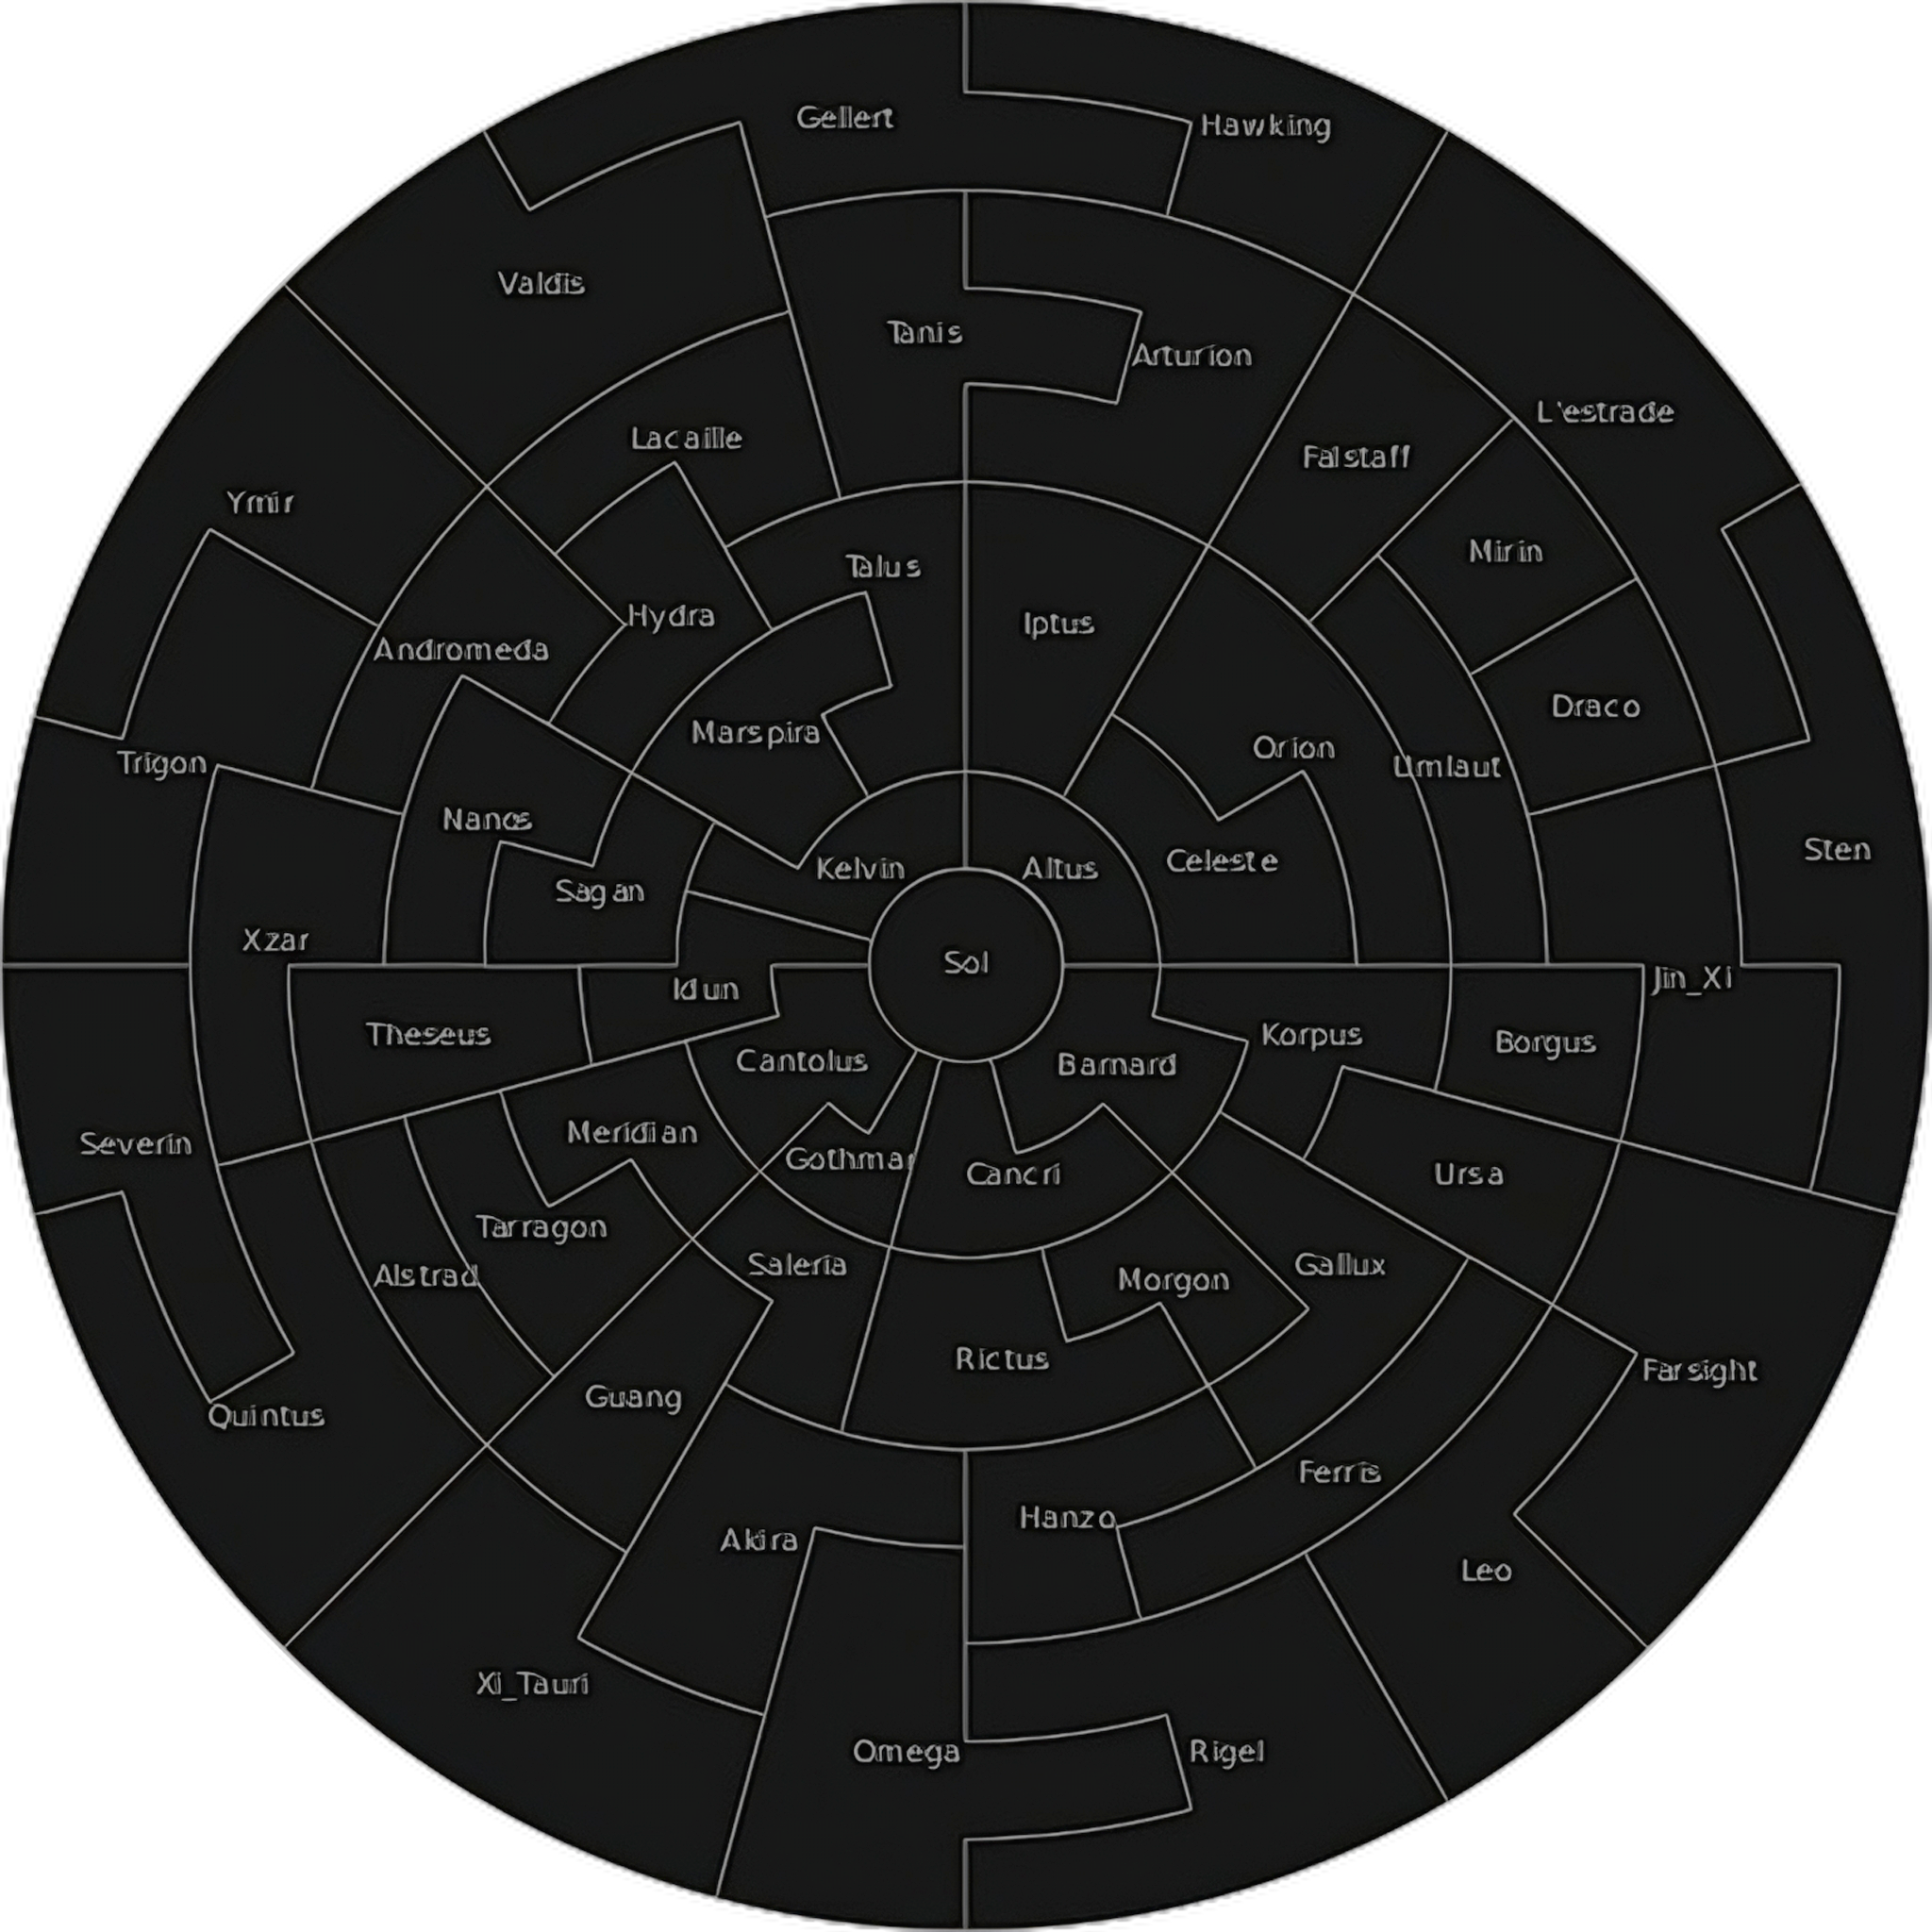 Gellert
Hawking
Valdis
Tanis
Arturion
L'estrade
Lacaille
Falstaff
Ymir
Mirin
Talus
Hydra
Iptus
Andromeda
Draco
Marspira
Orion
Trigon
Umlaut
Nanos
Sten
Celeste
Kelvin
Altus
Sagan
Xzar
Sol
Jin_Xi
Idun
Theseus
Korpus
Borgus
Cantolus
Barnard
Meridian
Severin
Gothmar
Cancri
Ursa
Tarragon
Saleria
Gallux
Alstrad
Morgon
Rictus
Farsight
Guang
Quintus
Ferris
Hanzo
Akira
Leo
Xi_Tauri
Omega
Rigel